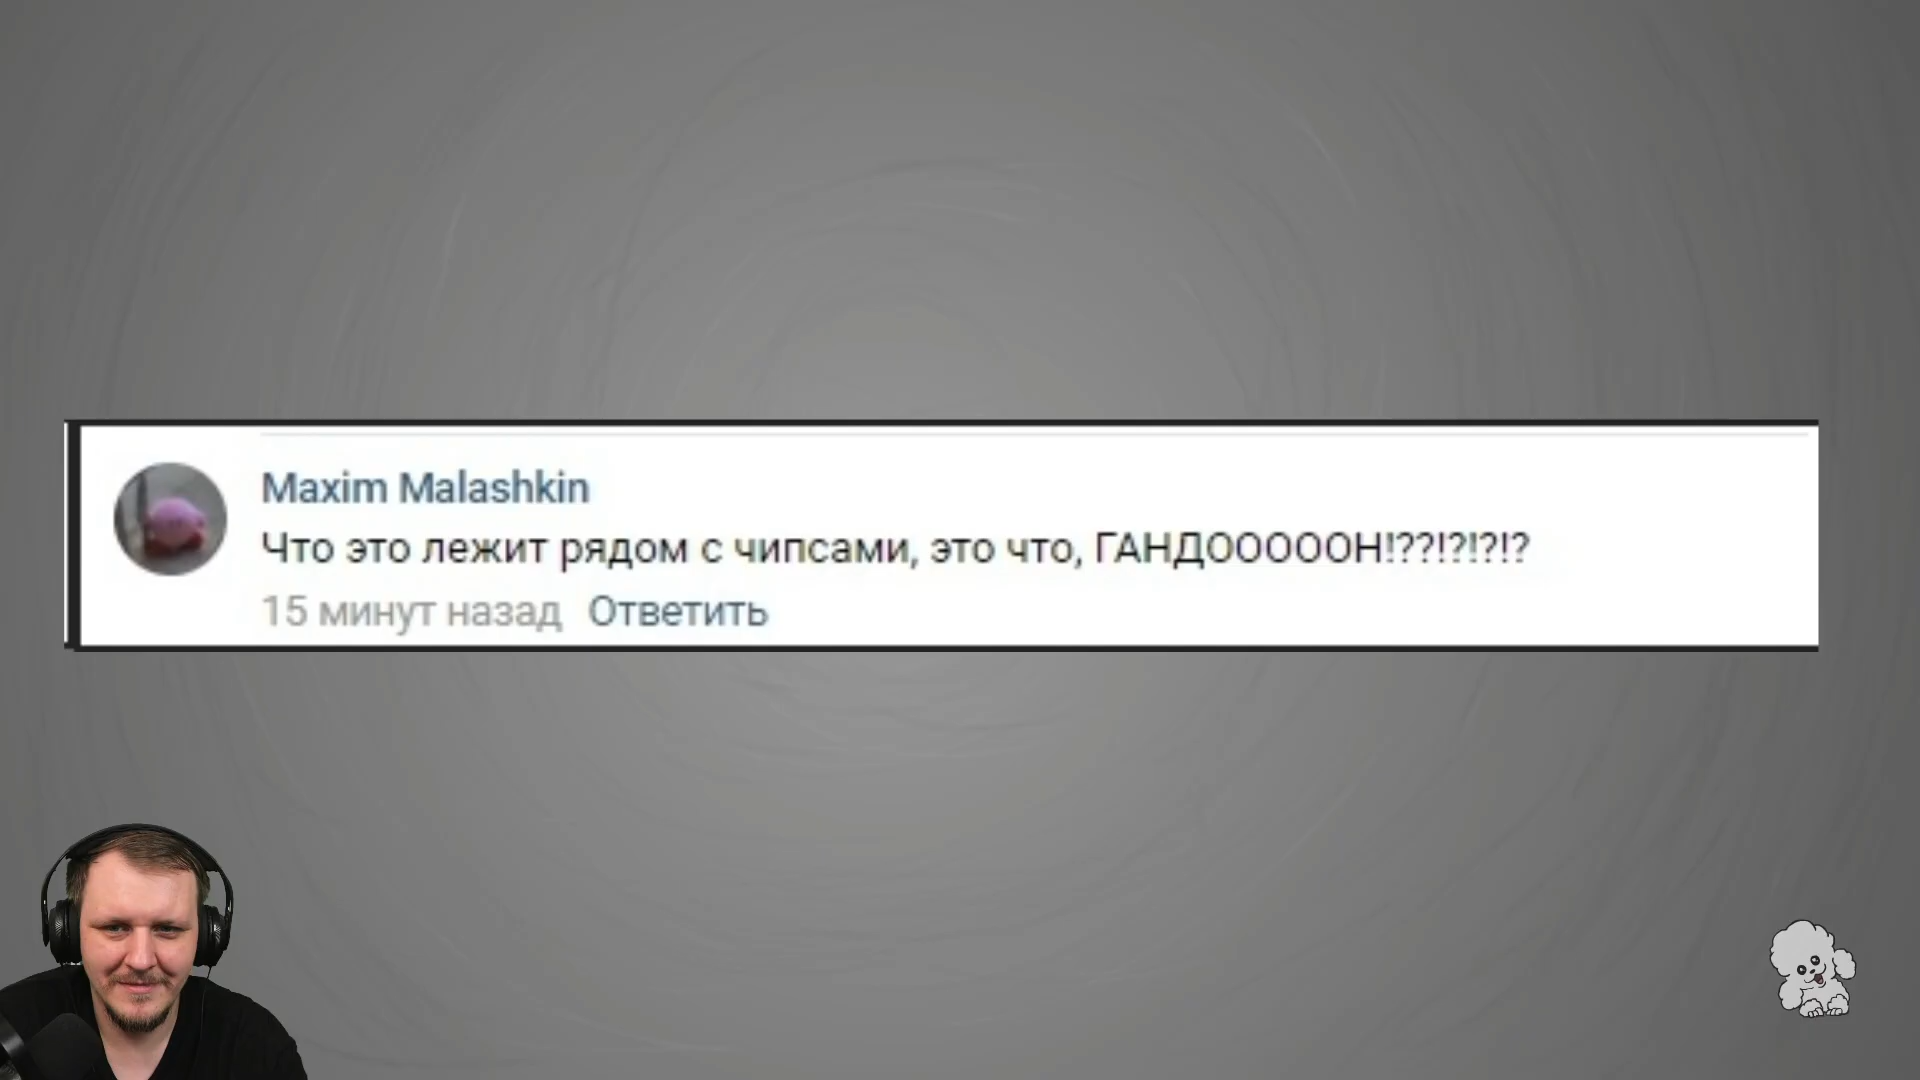 Maxim Malashkin
Что это лежит рядом с чипсами, это что, ГАНДОООООН!??!?!?!?
15 минут назад Ответить